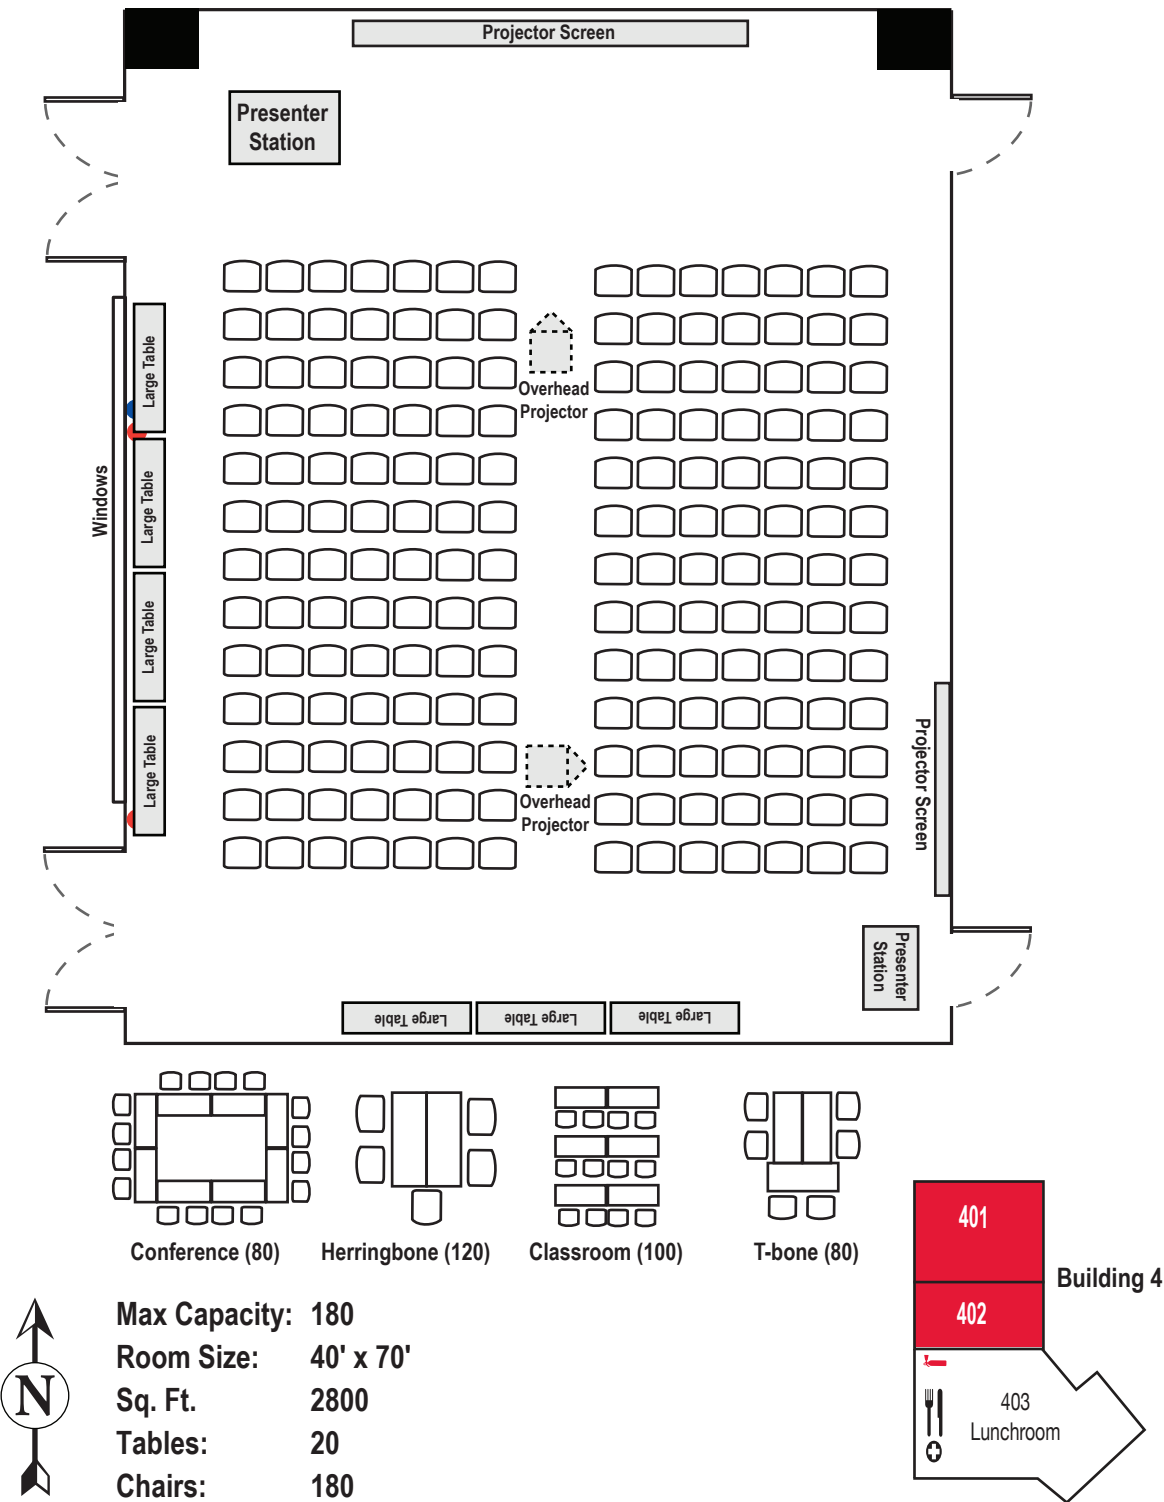 Projector Screen
Presenter
Station
Large Table
Large Table
Large Table
Large Table
Windows
Overhead
Projector
Overhead
Projector
Projector Screen
Presenter
Station
Large Table
Large Table
Large Table
Conference (80)
Herringbone (120)
Classroom (100)
T-bone (80)
401
402
Building 4
403
Lunchroom
N
Max Capacity: 180
Room Size: 40' x 70'
Sq. Ft. 2800
Tables: 20
Chairs: 180